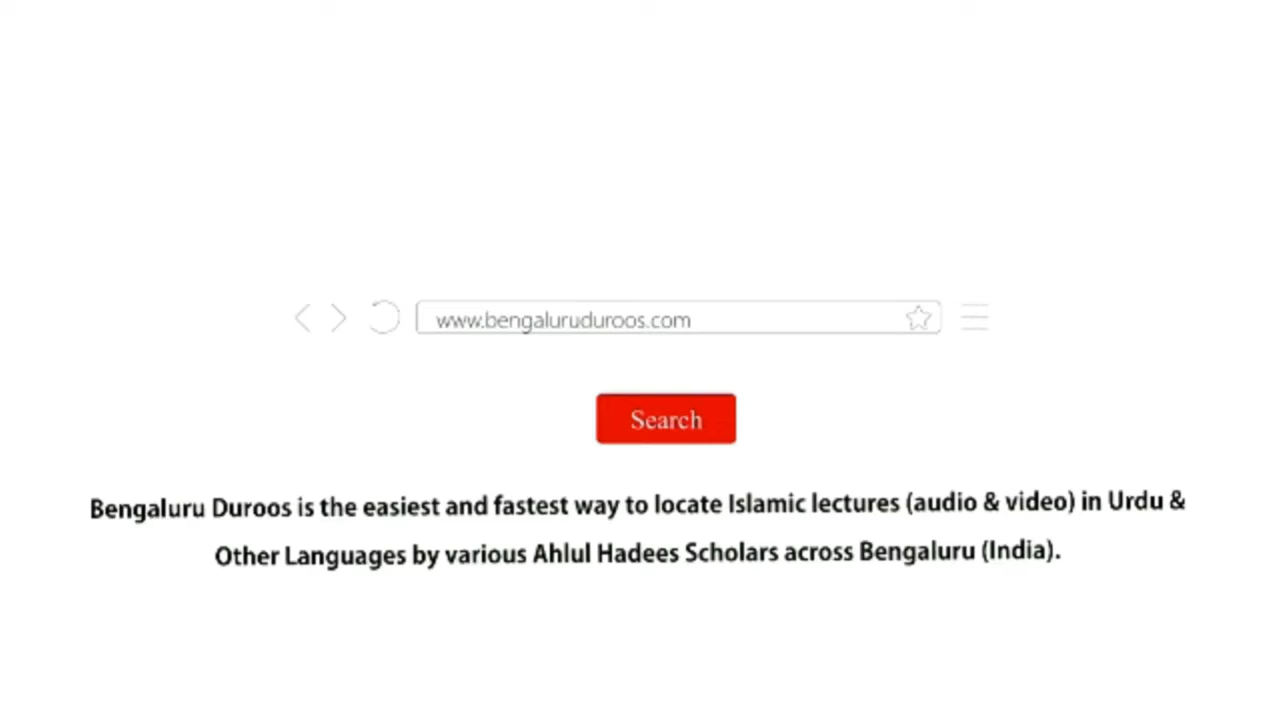 www.bengaluruduroos.com
Search
Bengaluru Duroos is the easiest and fastest way to locate Islamic lectures (audio & video) in Urdu &
Other Languages by various Ahlul Hadees Scholars across Bengaluru (India).